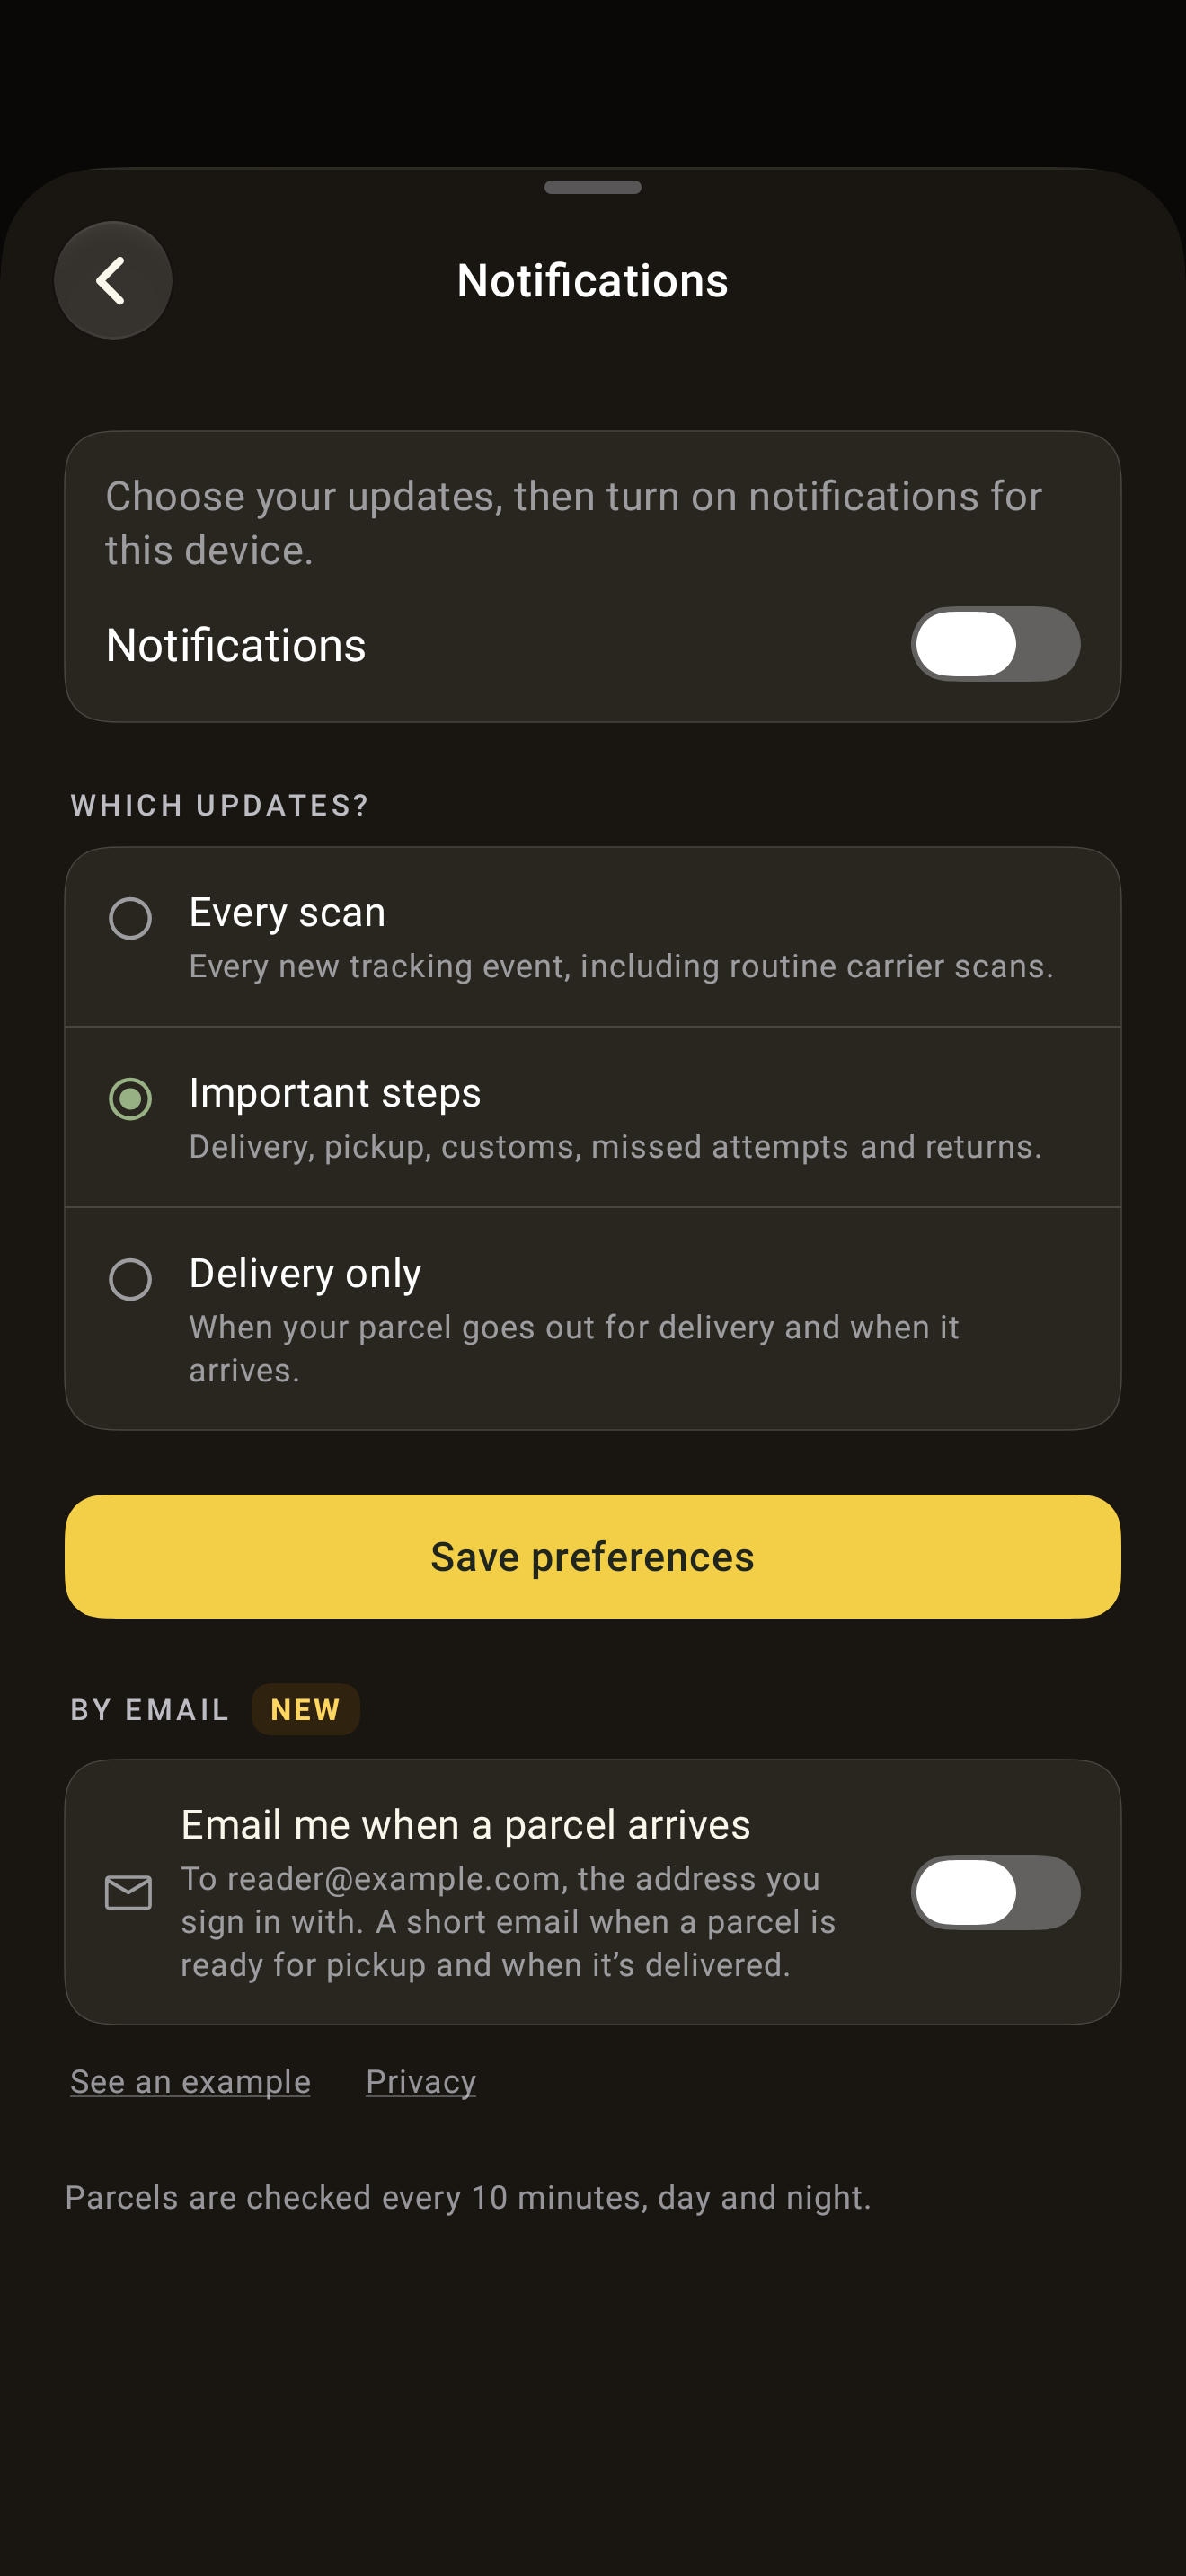 Notifications
Choose your updates, then turn on notifications for
this device.
Notifications
WHICH UPDATES?
Every scan
Every new tracking event, including routine carrier scans.
Important steps
Delivery, pickup, customs, missed attempts and returns.
Delivery only
When your parcel goes out for delivery and when it
arrives.
Save preferences
BY EMAIL NEW
Email me when a parcel arrives
To reader@example.com, the address you
sign in with. A short email when a parcel is
ready for pickup and when it’s delivered.
See an example Privacy
Parcels are checked every 10 minutes, day and night.